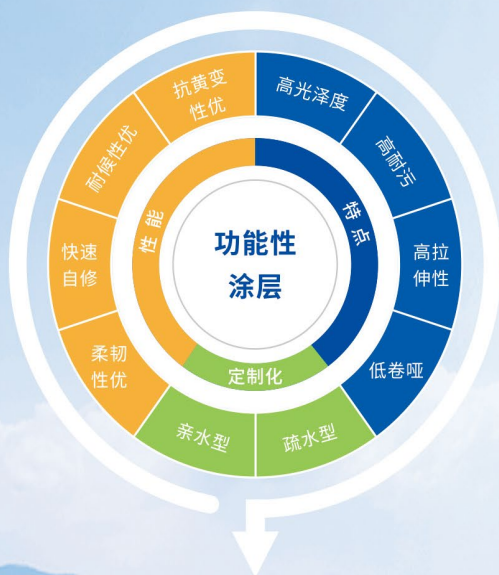 功能性
涂层
特点
高光泽度
高耐污
高拉
伸性
低卷哑
定制化
疏水型
亲水型
性能
柔韧
性优
快速
自修
耐候性优
抗黄变
性优